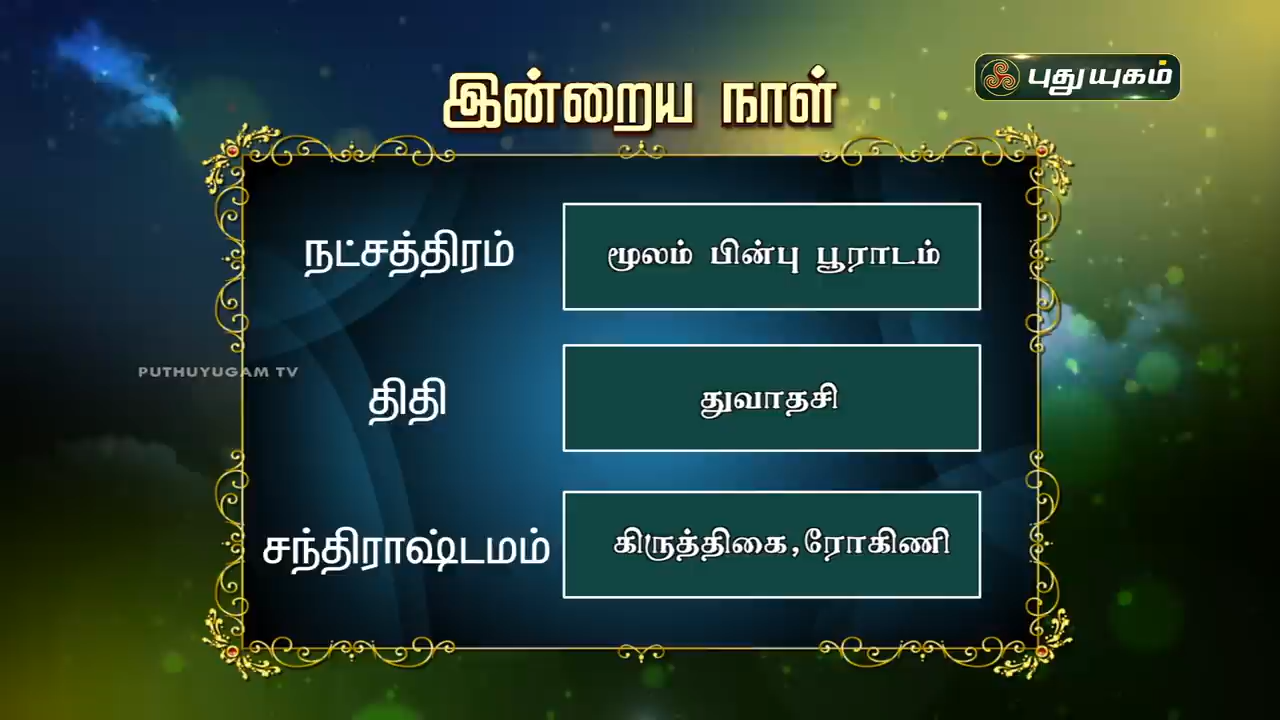 இன்றைய நாள்
புதுயுகம்
நட்சத்திரம்
மூலம் பின்பு பூராடம்
PUTHUYUGAM TV
திதி
துவாதசி
சந்திராஷ்டமம்
கிருத்திகை,ரோகிணி